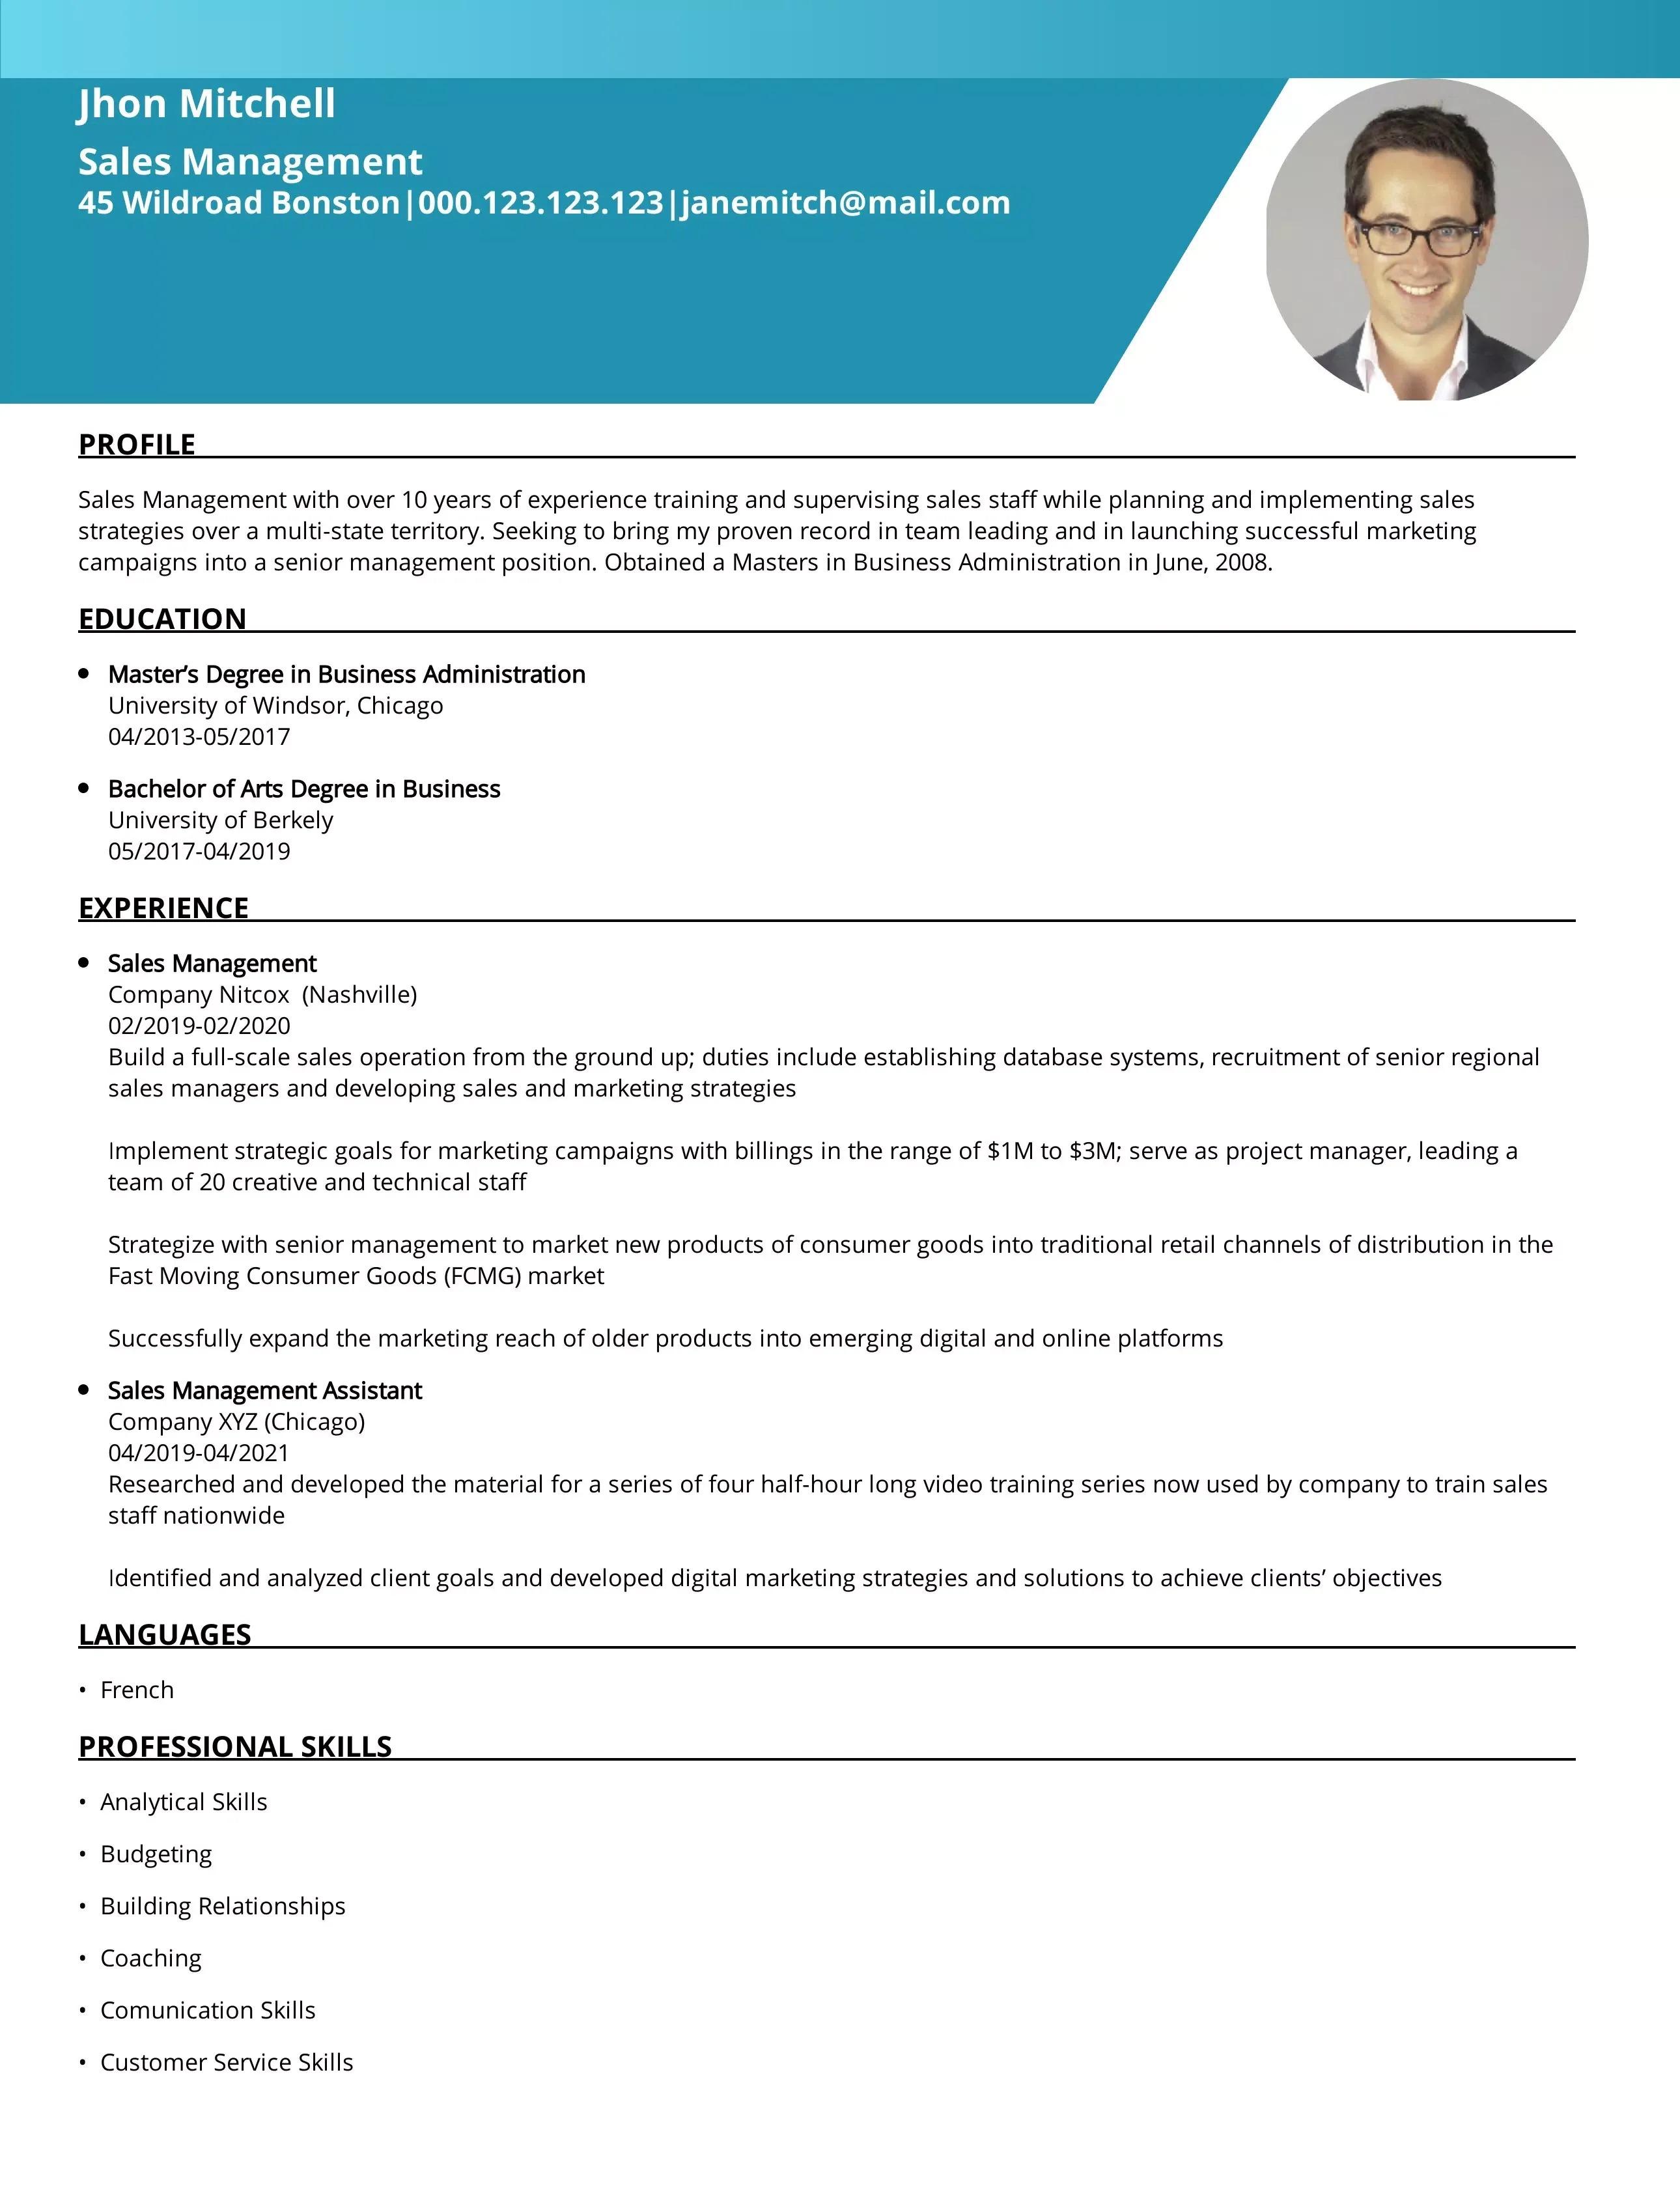 Jhon Mitchell
Sales Management
45 Wildroad Bonston|000.123.123.123|janemitch@mail.com
PROFILE
Sales Management with over 10 years of experience training and supervising sales staff while planning and implementing sales
strategies over a multi-state territory. Seeking to bring my proven record in team leading and in launching successful marketing
campaigns into a senior management position. Obtained a Masters in Business Administration in June, 2008.
EDUCATION
• Master’s Degree in Business Administration
University of Windsor, Chicago
04/2013-05/2017
• Bachelor of Arts Degree in Business
University of Berkely
05/2017-04/2019
EXPERIENCE
• Sales Management
Company Nitcox (Nashville)
02/2019-02/2020
Build a full-scale sales operation from the ground up; duties include establishing database systems, recruitment of senior regional
sales managers and developing sales and marketing strategies
Implement strategic goals for marketing campaigns with billings in the range of $1M to $3M; serve as project manager, leading a
team of 20 creative and technical staff
Strategize with senior management to market new products of consumer goods into traditional retail channels of distribution in the
Fast Moving Consumer Goods (FCMG) market
Successfully expand the marketing reach of older products into emerging digital and online platforms
• Sales Management Assistant
Company XYZ (Chicago)
04/2019-04/2021
Researched and developed the material for a series of four half-hour long video training series now used by company to train sales
staff nationwide
Identified and analyzed client goals and developed digital marketing strategies and solutions to achieve clients’ objectives
LANGUAGES
• French
PROFESSIONAL SKILLS
• Analytical Skills
• Budgeting
• Building Relationships
• Coaching
• Comunication Skills
• Customer Service Skills